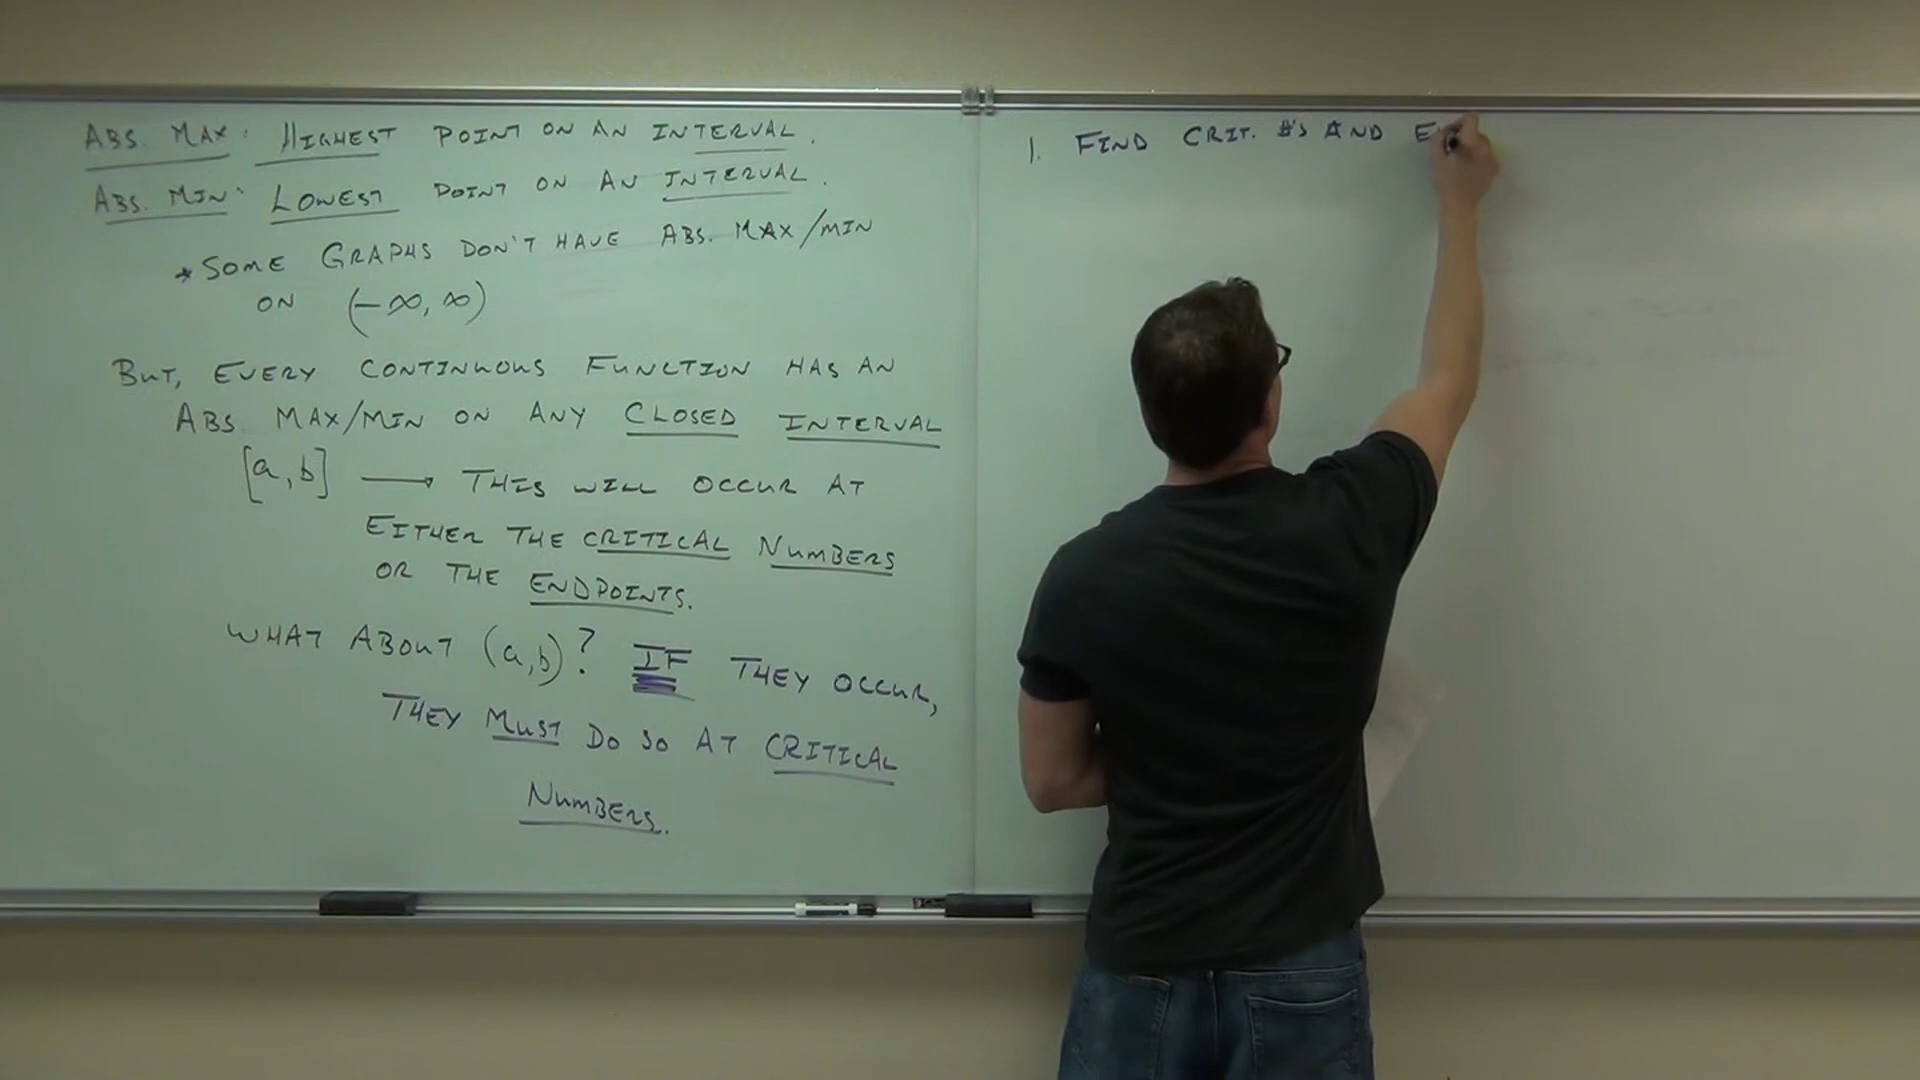 ABS. MAX: HIGHEST POINT ON AN INTERVAL.
ABS. MIN: LOWEST POINT ON AN INTERVAL.
* SOME GRAPHS DON'T HAVE ABS. MAX/MIN
ON (-∞, ∞)
BUT, EVERY CONTINUOUS FUNCTION HAS AN
ABS. MAX/MIN ON ANY CLOSED INTERVAL
[a, b] → THIS WILL OCCUR AT
EITHER THE CRITICAL NUMBERS
OR THE ENDPOINTS.
WHAT ABOUT (a, b)? IF THEY OCCUR,
THEY MUST DO SO AT CRITICAL
NUMBERS.
1. FIND CRIT. #'S AND